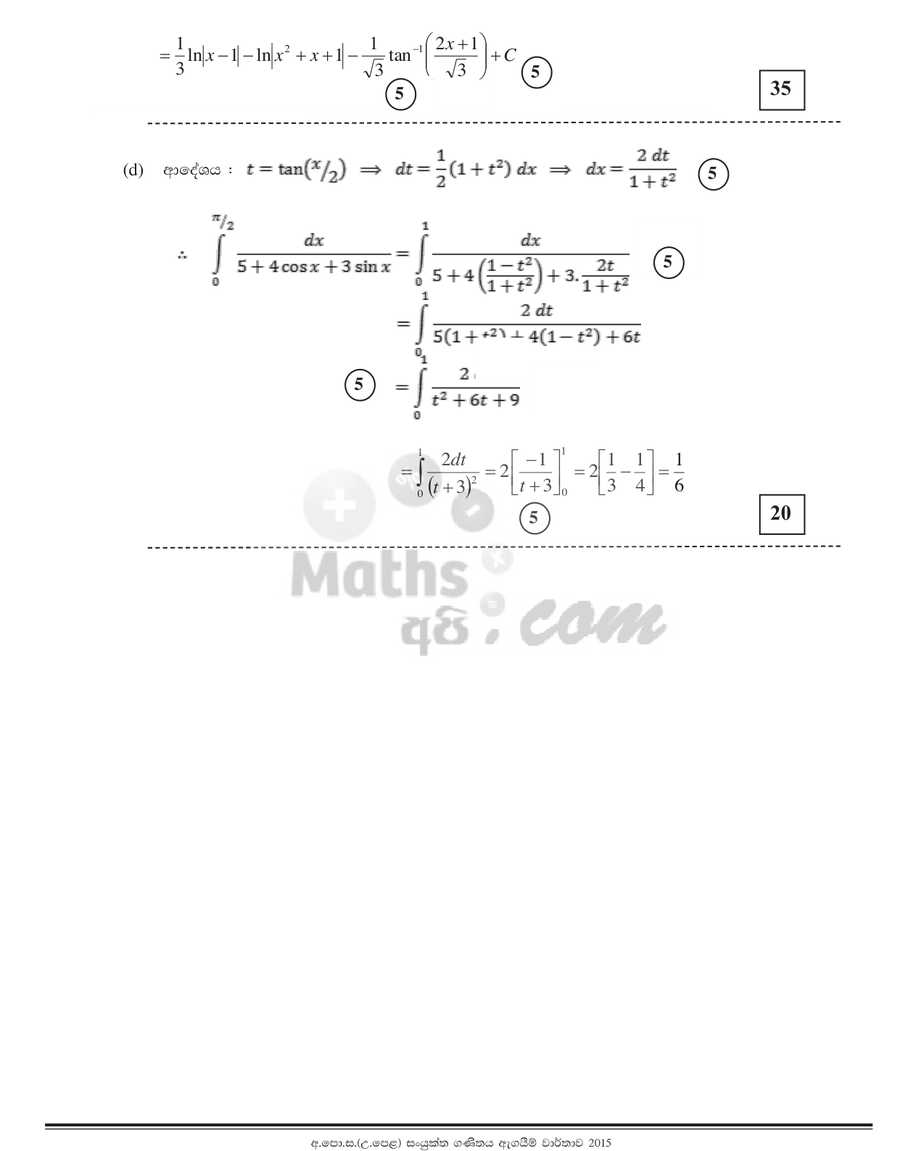 = 1/3 ln|x − 1| − ln|x² + x + 1| − 1/√3 tan⁻¹((2x + 1)/√3) + C (5)
(5)
35
(d) ආදේශය : t = tan(x/2) ⟹ dt = 1/2 (1 + t²) dx ⟹ dx = 2 dt/(1 + t²) (5)
∴ ∫₀^(π/2) dx/(5 + 4 cos x + 3 sin x) = ∫₀¹ dx/(5 + 4((1 − t²)/(1 + t²)) + 3. 2t/(1 + t²)) (5)
= ∫₀¹ 2 dt/(5(1 + t²) + 4(1 − t²) + 6t)
(5) = ∫₀¹ 2/(t² + 6t + 9)
= ∫₀¹ 2dt/(t + 3)² = 2[−1/(t + 3)]₀¹ = 2[1/3 − 1/4] = 1/6
(5)
20
Maths
අපි . com
අ.පො.ස.(උ.පෙළ) සංයුක්ත ගණිතය ඇගයීම් වාර්තාව 2015